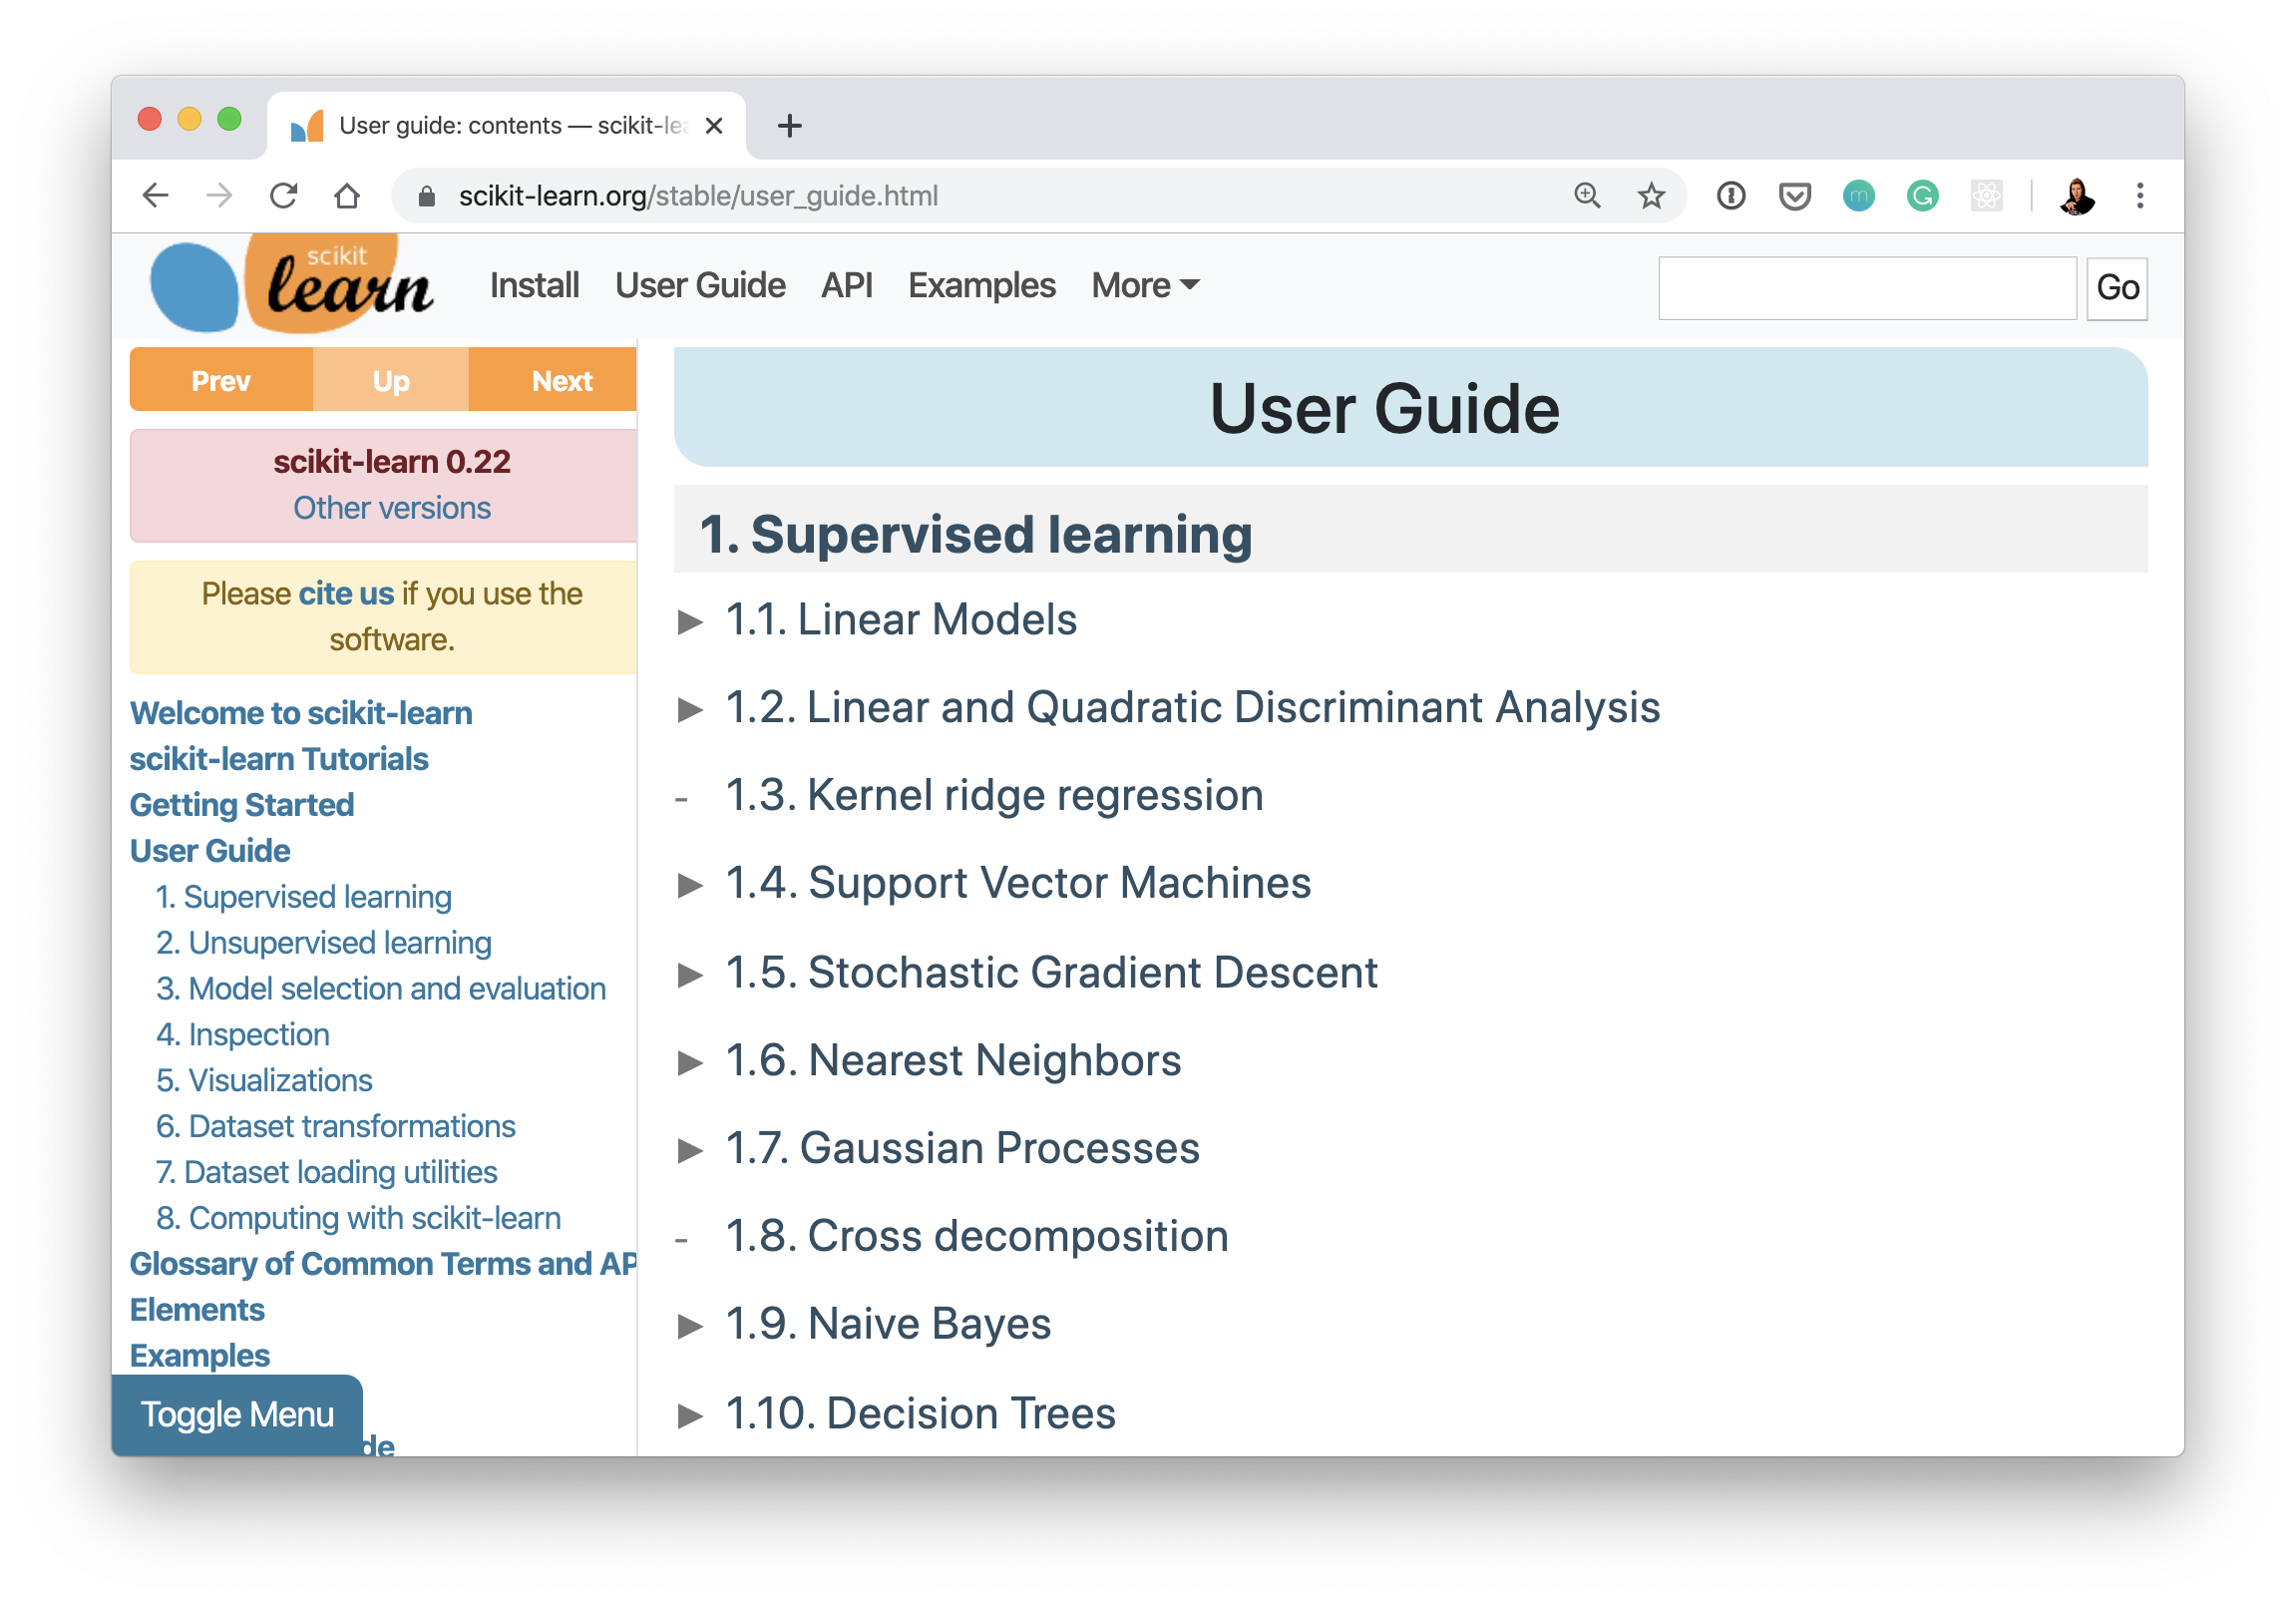 User guide: contents — scikit-lea
scikit-learn.org/stable/user_guide.html
scikit
learn
Install User Guide API Examples More
Go
Prev Up Next
scikit-learn 0.22
Other versions
Please cite us if you use the
software.
Welcome to scikit-learn
scikit-learn Tutorials
Getting Started
User Guide
1. Supervised learning
2. Unsupervised learning
3. Model selection and evaluation
4. Inspection
5. Visualizations
6. Dataset transformations
7. Dataset loading utilities
8. Computing with scikit-learn
Glossary of Common Terms and AP
Elements
Examples
Toggle Menu
de
User Guide
1. Supervised learning
1.1. Linear Models
1.2. Linear and Quadratic Discriminant Analysis
- 1.3. Kernel ridge regression
1.4. Support Vector Machines
1.5. Stochastic Gradient Descent
1.6. Nearest Neighbors
1.7. Gaussian Processes
- 1.8. Cross decomposition
1.9. Naive Bayes
1.10. Decision Trees